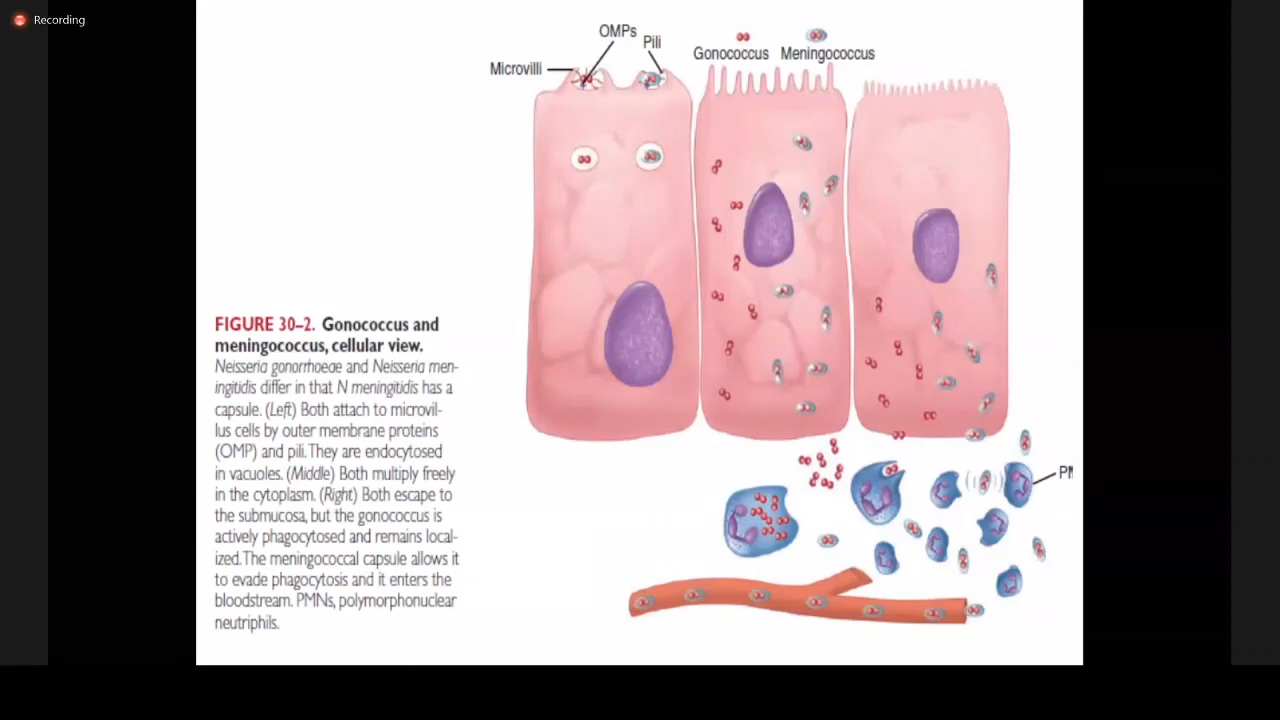 Recording
OMPs
Pili
Gonococcus
Meningococcus
Microvilli
FIGURE 30–2. Gonococcus and
meningococcus, cellular view.
Neisseria gonorrhoeae and Neisseria men-
ingitidis differ in that N meningitidis has a
capsule. (Left) Both attach to microvil-
lus cells by outer membrane proteins
(OMP) and pili. They are endocytosed
in vacuoles. (Middle) Both multiply freely
in the cytoplasm. (Right) Both escape to
the submucosa, but the gonococcus is
actively phagocytosed and remains local-
ized. The meningococcal capsule allows it
to evade phagocytosis and it enters the
bloodstream. PMNs, polymorphonuclear
neutriphils.